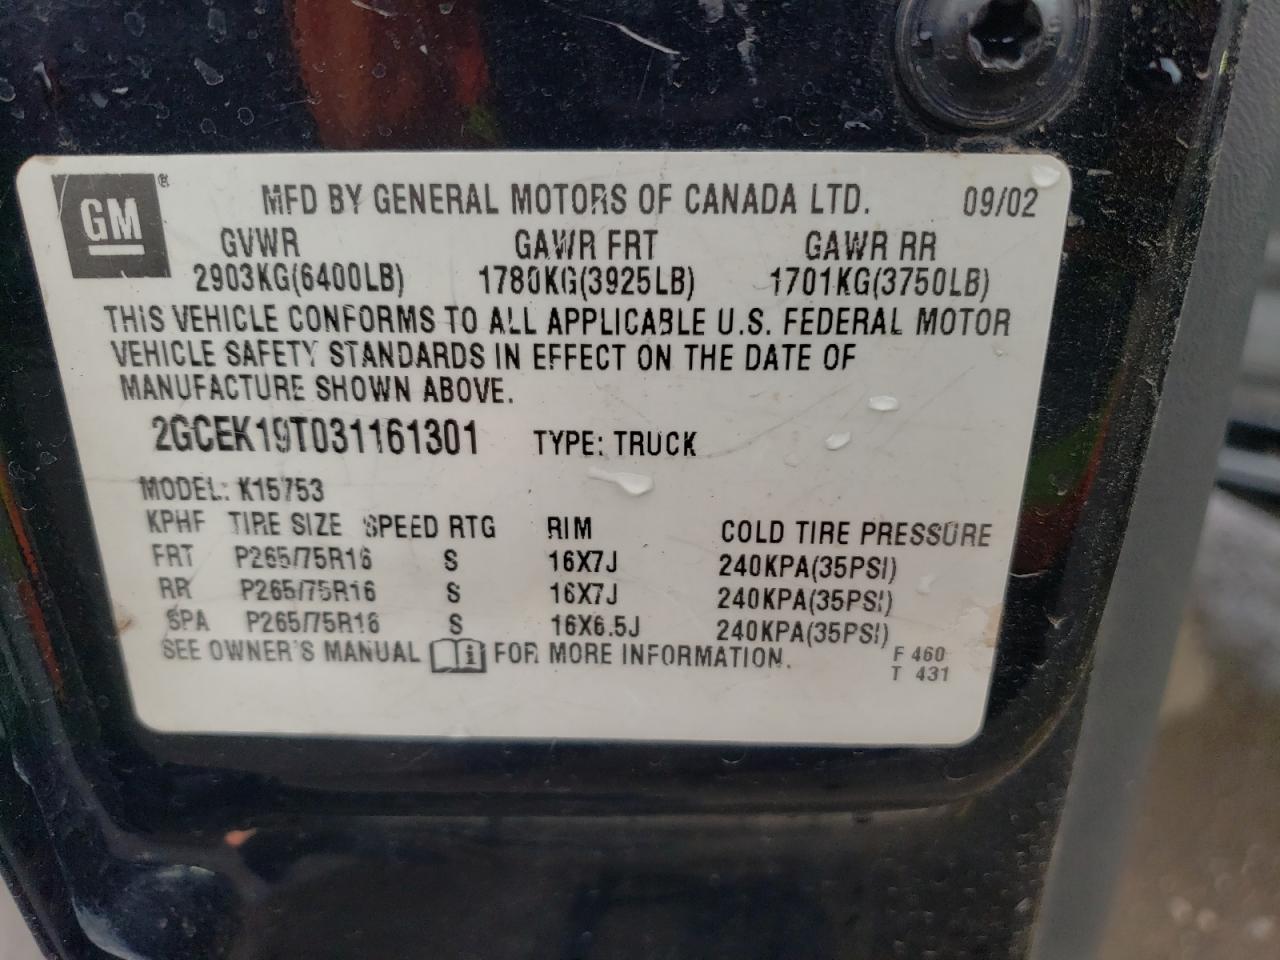 GM ® MFD BY GENERAL MOTORS OF CANADA LTD. 09/02
GVWR GAWR FRT GAWR RR
2903KG(6400LB) 1780KG(3925LB) 1701KG(3750LB)
THIS VEHICLE CONFORMS TO ALL APPLICABLE U.S. FEDERAL MOTOR
VEHICLE SAFETY STANDARDS IN EFFECT ON THE DATE OF
MANUFACTURE SHOWN ABOVE.
2GCEK19T031161301 TYPE: TRUCK
MODEL: K15753
KPHF TIRE SIZE SPEED RTG RIM COLD TIRE PRESSURE
FRT P265/75R16 S 16X7J 240KPA(35PSI)
RR P265/75R16 S 16X7J 240KPA(35PSI)
SPA P265/75R16 S 16X6.5J 240KPA(35PSI)
SEE OWNER'S MANUAL i FOR MORE INFORMATION. F 460
T 431